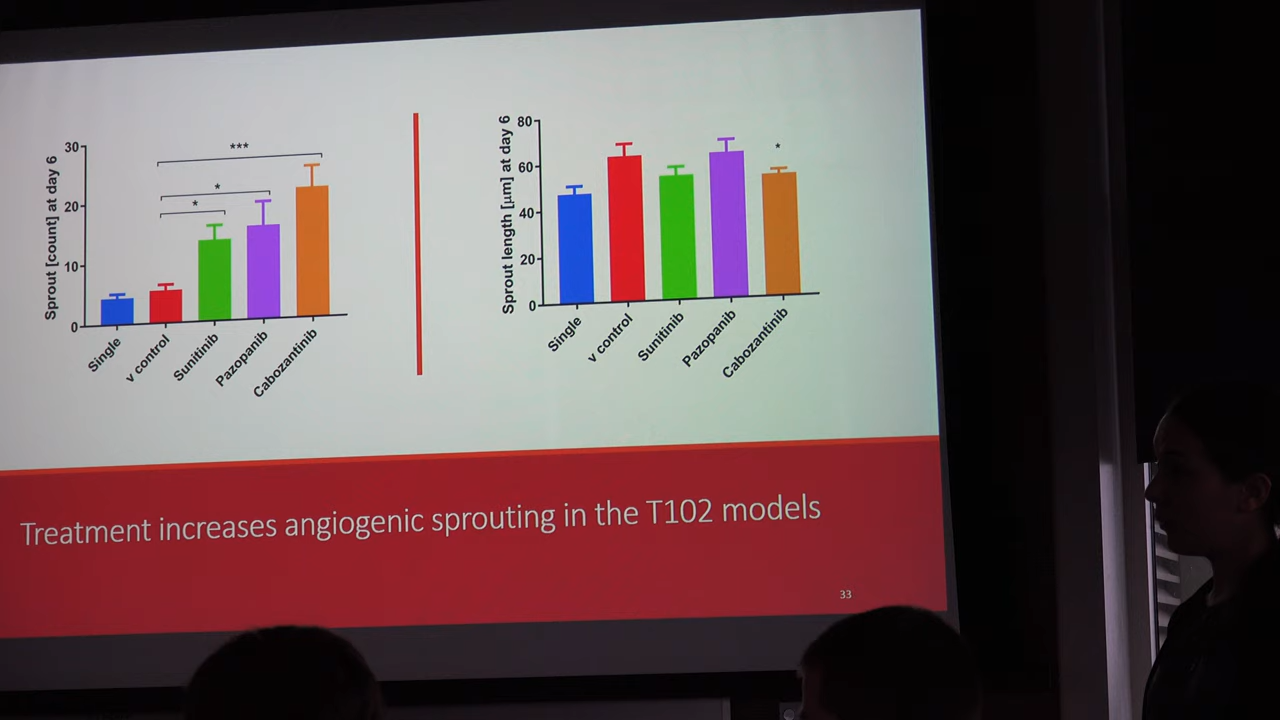 Sprout [count] at day 6
30
20
10
0
***
*
*
Single
v control
Sunitinib
Pazopanib
Cabozantinib
Sprout length [µm] at day 6
80
60
40
20
0
*
Single
v control
Sunitinib
Pazopanib
Cabozantinib
Treatment increases angiogenic sprouting in the T102 models
33